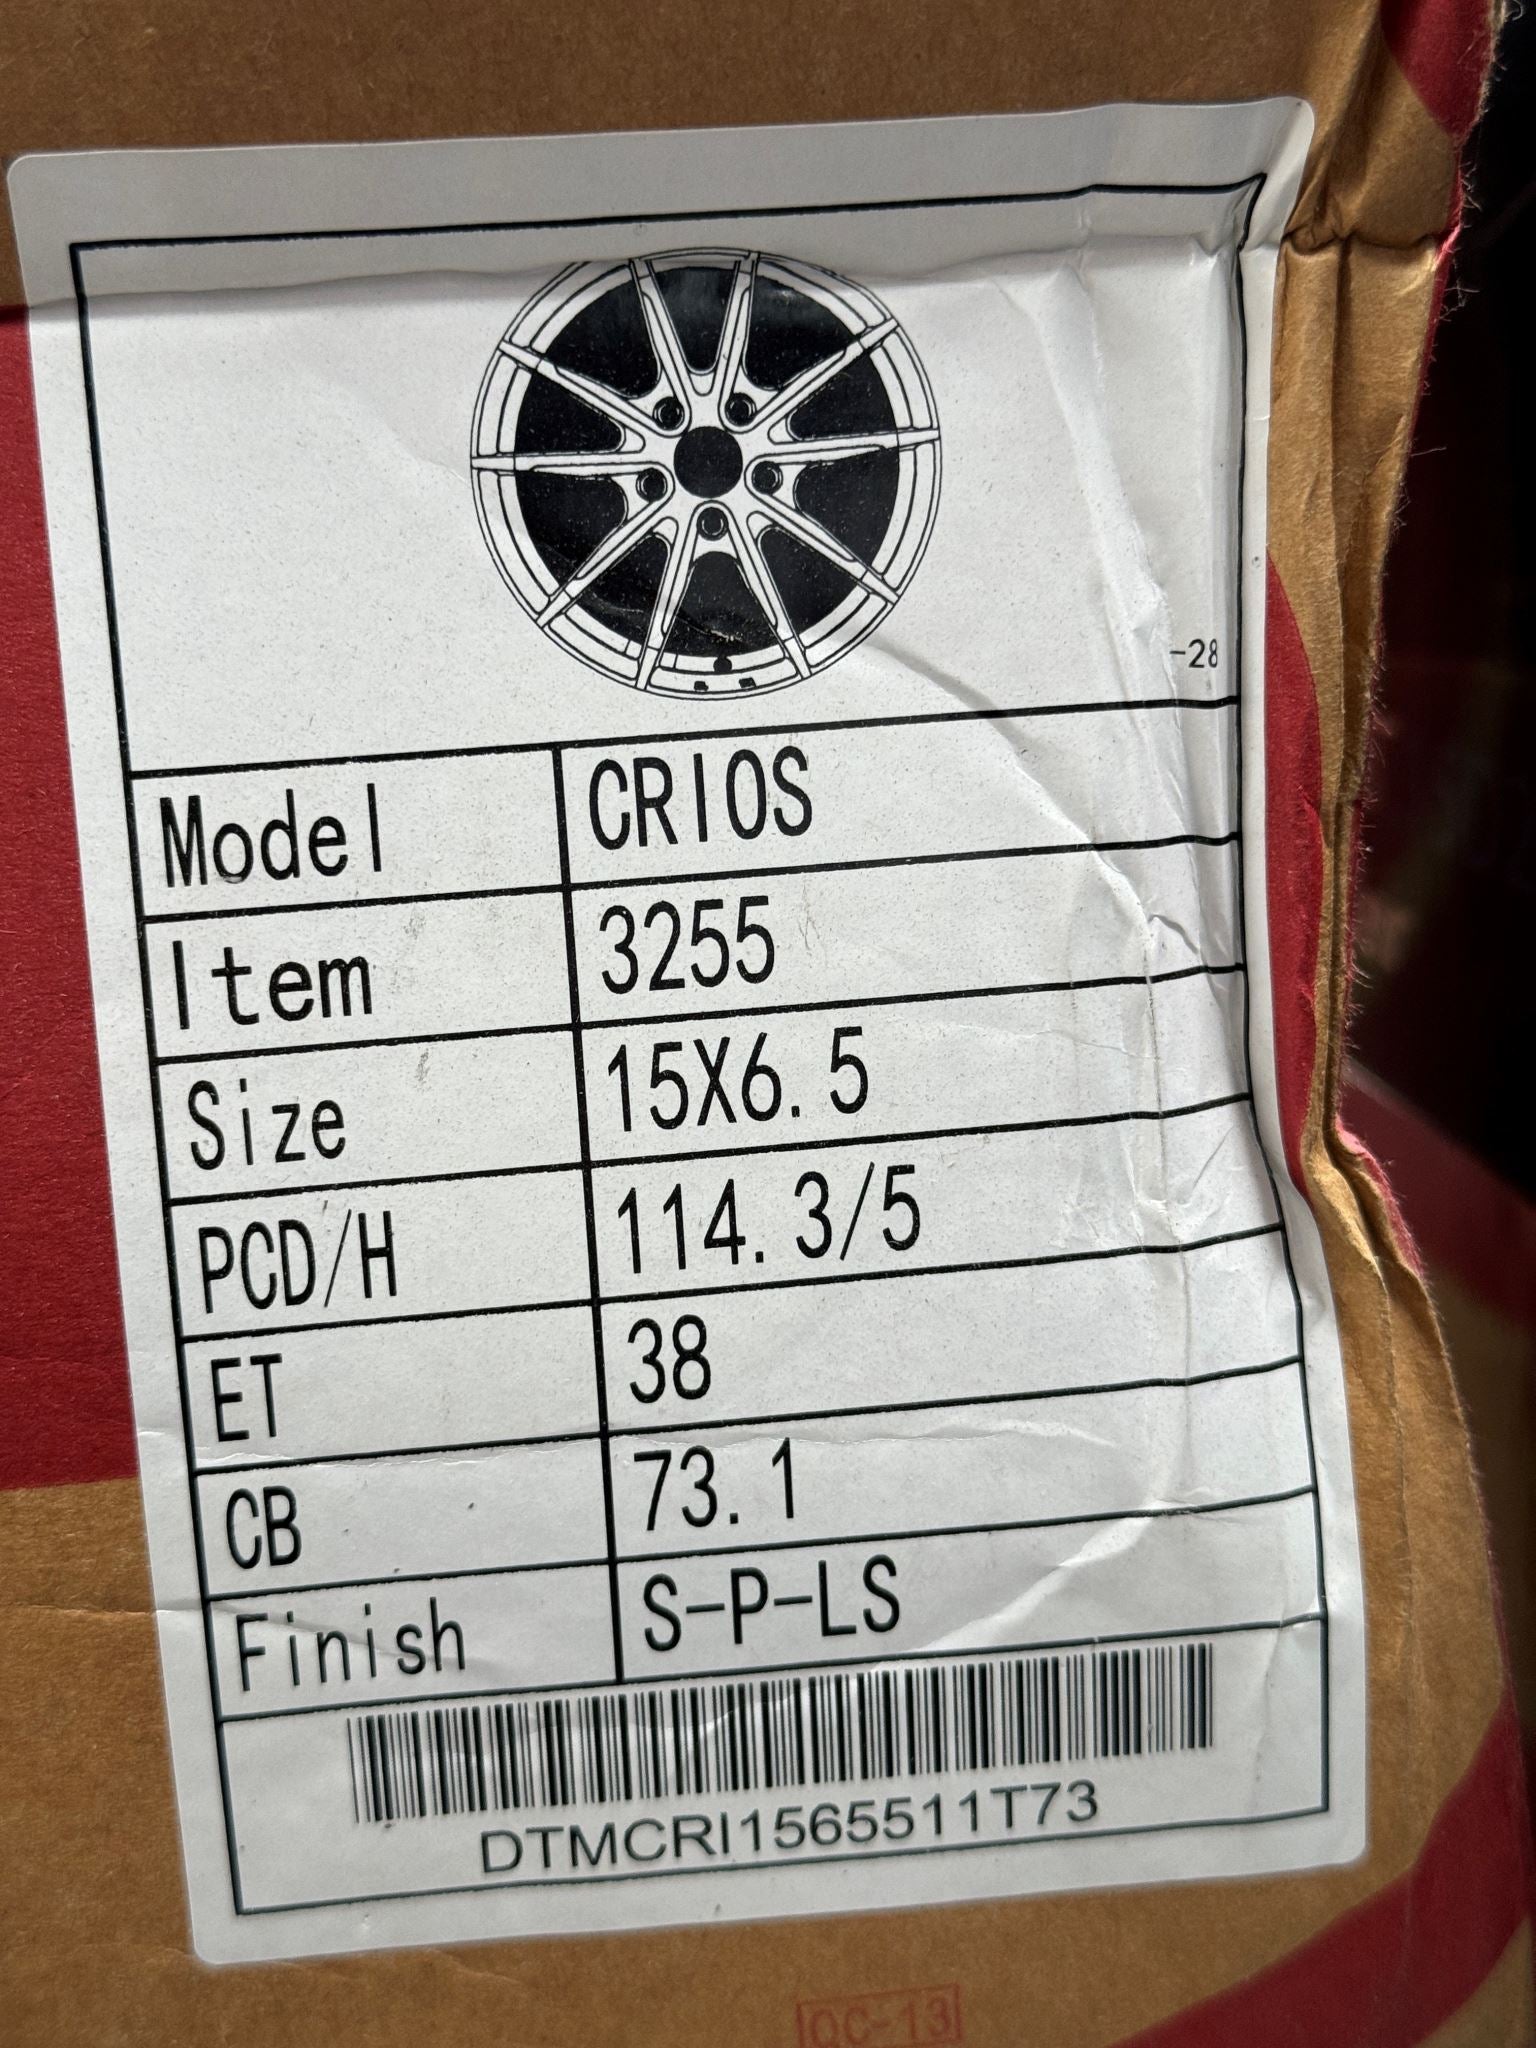 -28
Model CRIOS
Item 3255
Size 15X6.5
PCD/H 114.3/5
ET 38
CB 73.1
Finish S-P-LS
DTMCRI1565511T73
QC-13